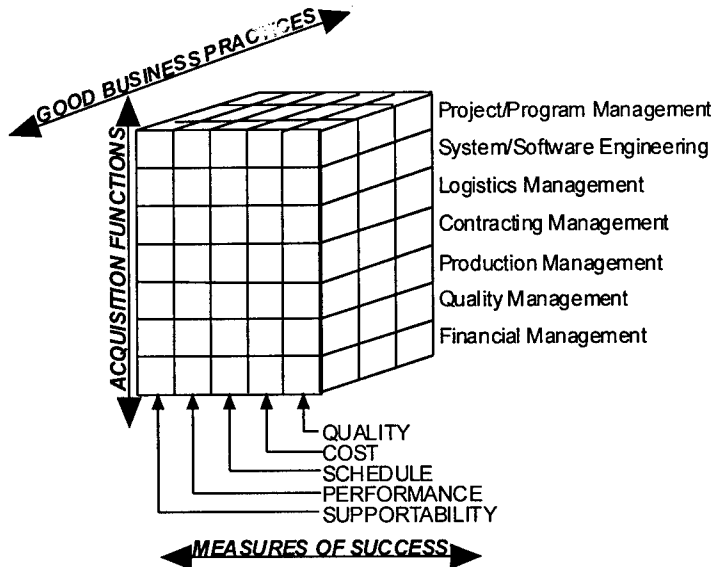 GOOD BUSINESS PRACTICES
ACQUISITION FUNCTIONS
Project/Program Management
System/Software Engineering
Logistics Management
Contracting Management
Production Management
Quality Management
Financial Management
QUALITY
COST
SCHEDULE
PERFORMANCE
SUPPORTABILITY
MEASURES OF SUCCESS